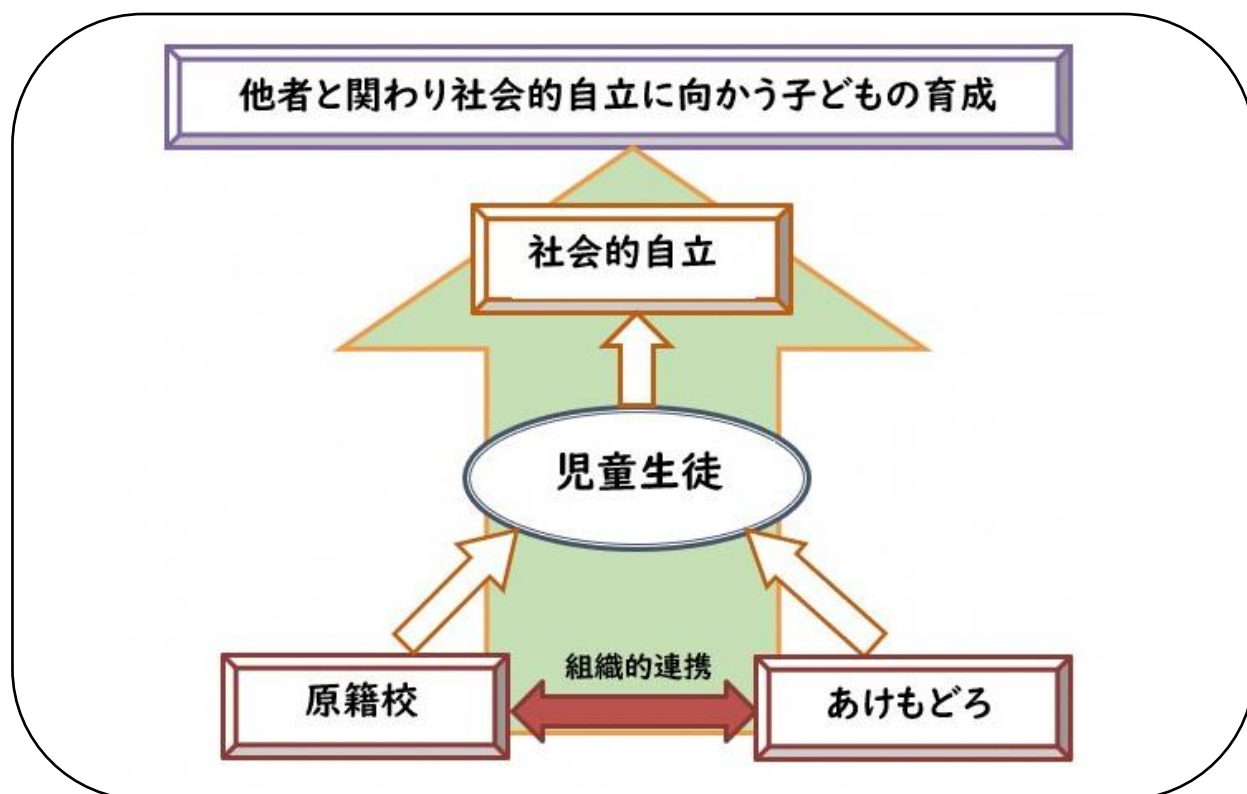 他者と関わり社会的自立に向かう子どもの育成
社会的自立
児童生徒
組織的連携
原籍校
あけもどろ